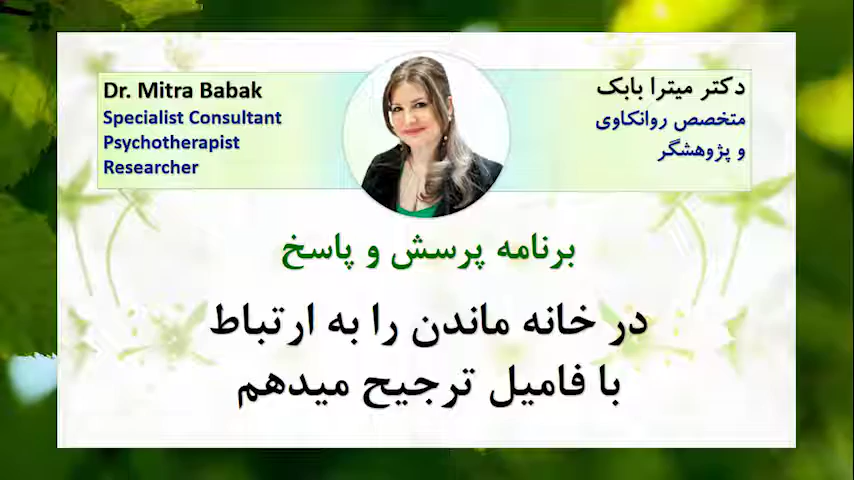 Dr. Mitra Babak
Specialist Consultant
Psychotherapist
Researcher
دکتر میترا بابک
متخصص روانکاوی
و پژوهشگر
برنامه پرسش و پاسخ
در خانه ماندن را به ارتباط
با فامیل ترجیح میدهم